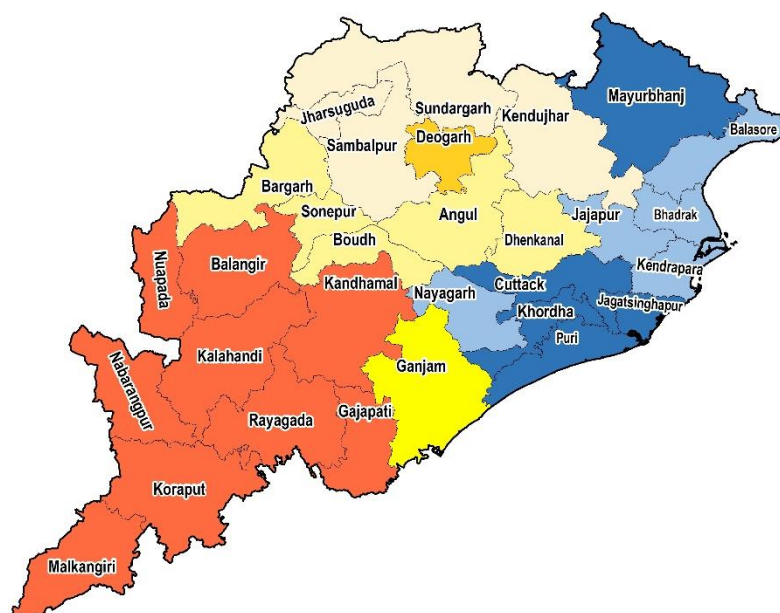 Mayurbhanj
Jharsuguda
Sundargarh
Kendujhar
Balasore
Deogarh
Sambalpur
Bargarh
Sonepur
Angul
Jajapur
Bhadrak
Boudh
Dhenkanal
Nuapada
Balangir
Kandhamal
Nayagarh
Cuttack
Kendrapara
Khordha
Jagatsinghapur
Puri
Nabarangpur
Kalahandi
Ganjam
Rayagada
Gajapati
Koraput
Malkangiri